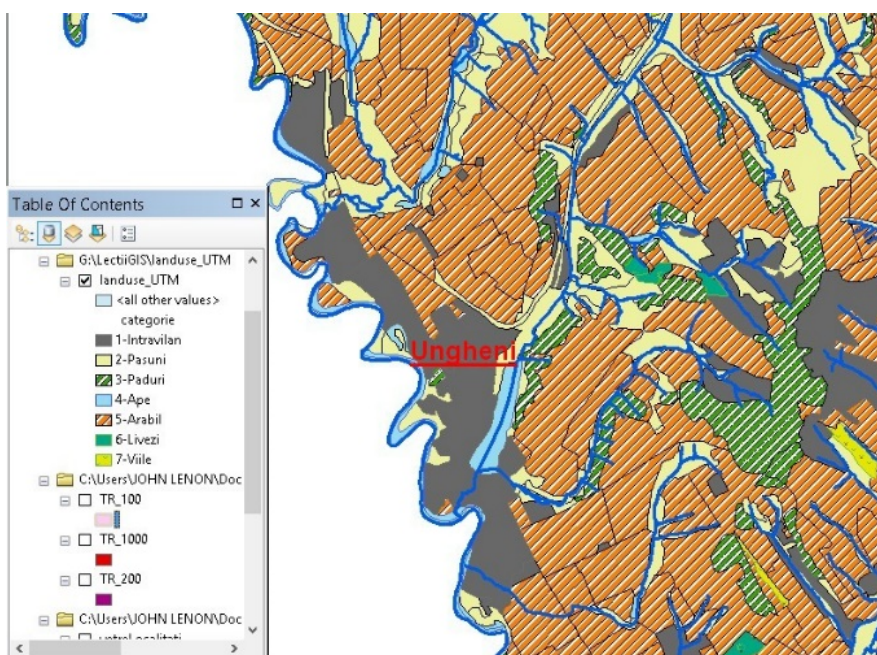 Table Of Contents
G:\LectiiGIS\landuse_UTM
landuse_UTM
<all other values>
categorie
1-Intravilan
2-Pasuni
3-Paduri
4-Ape
5-Arabil
6-Livezi
7-Viile
C:\Users\JOHN LENON\Doc
TR_100
TR_1000
TR_200
C:\Users\JOHN LENON\Doc
Ungheni